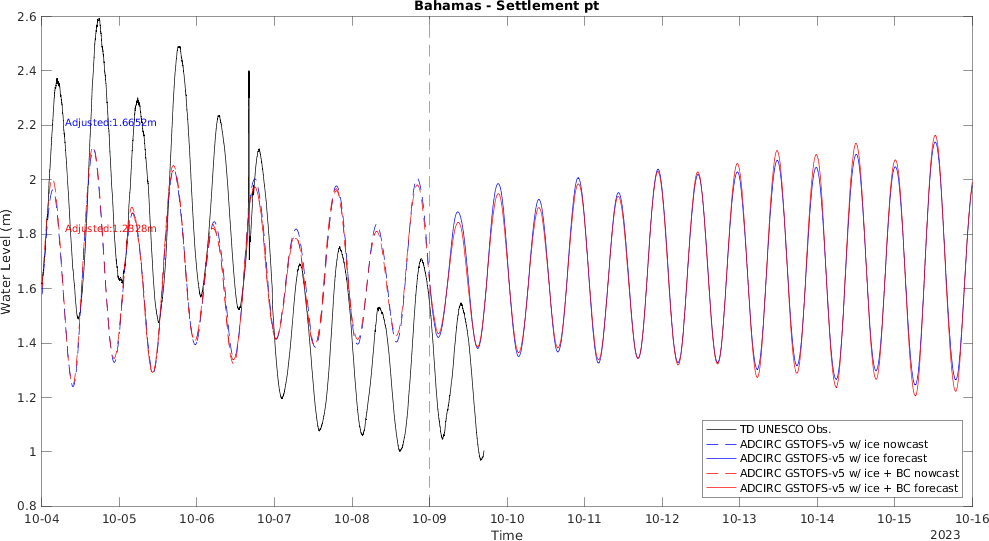 Bahamas - Settlement pt
2.6
2.4
2.2
2
1.8
1.6
1.4
1.2
1
0.8
Water Level (m)
Adjusted:1.6652m
Adjusted:1.2328m
TD UNESCO Obs.
ADCIRC GSTOFS-v5 w/ ice nowcast
ADCIRC GSTOFS-v5 w/ ice forecast
ADCIRC GSTOFS-v5 w/ ice + BC nowcast
ADCIRC GSTOFS-v5 w/ ice + BC forecast
10-04 10-05 10-06 10-07 10-08 10-09 10-10 10-11 10-12 10-13 10-14 10-15 10-16
Time
2023